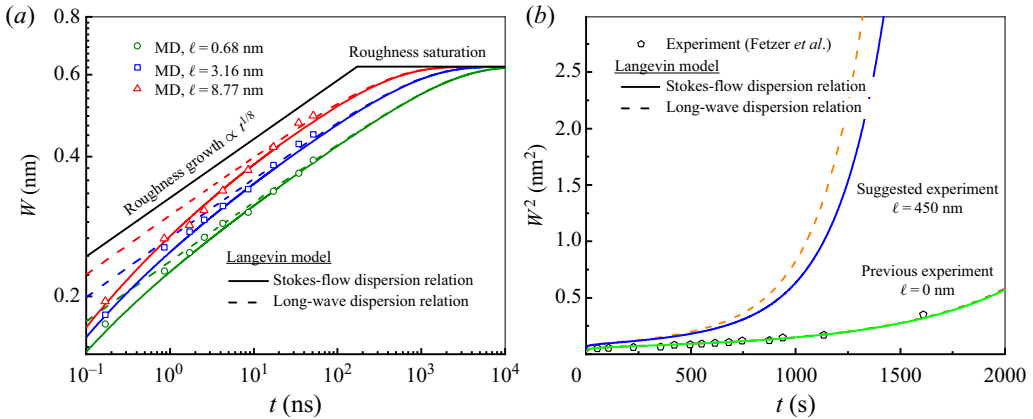 (a)
0.8
0.6
0.4
0.2
W (nm)
MD, ℓ = 0.68 nm
MD, ℓ = 3.16 nm
MD, ℓ = 8.77 nm
Roughness saturation
Roughness growth ∝ t^1/8
Langevin model
Stokes-flow dispersion relation
Long-wave dispersion relation
10^−1 10^0 10^1 10^2 10^3 10^4
t (ns)
(b)
2.5
2.0
1.5
1.0
0.5
W^2 (nm^2)
Experiment (Fetzer et al.)
Langevin model
Stokes-flow dispersion relation
Long-wave dispersion relation
Suggested experiment
ℓ = 450 nm
Previous experiment
ℓ = 0 nm
0 500 1000 1500 2000
t (s)